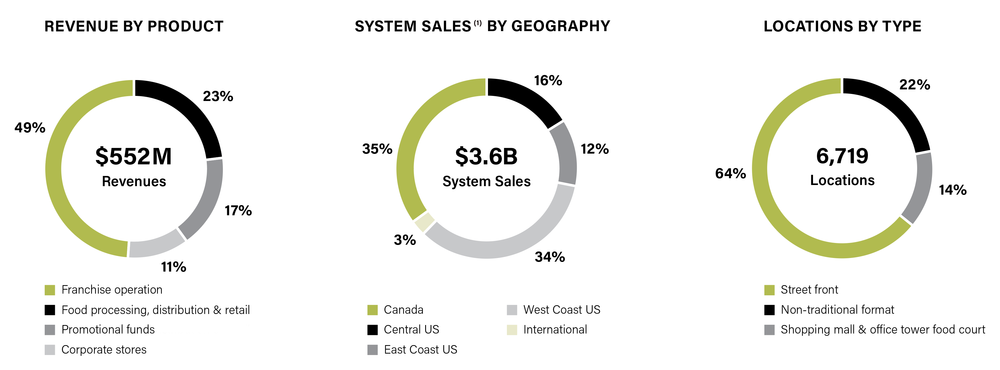 REVENUE BY PRODUCT
23%
49%
$552M
Revenues
17%
11%
Franchise operation
Food processing, distribution & retail
Promotional funds
Corporate stores
SYSTEM SALES (1) BY GEOGRAPHY
16%
35%
12%
$3.6B
System Sales
3%
34%
Canada
Central US
East Coast US
West Coast US
International
LOCATIONS BY TYPE
22%
64%
6,719
Locations
14%
Street front
Non-traditional format
Shopping mall & office tower food court